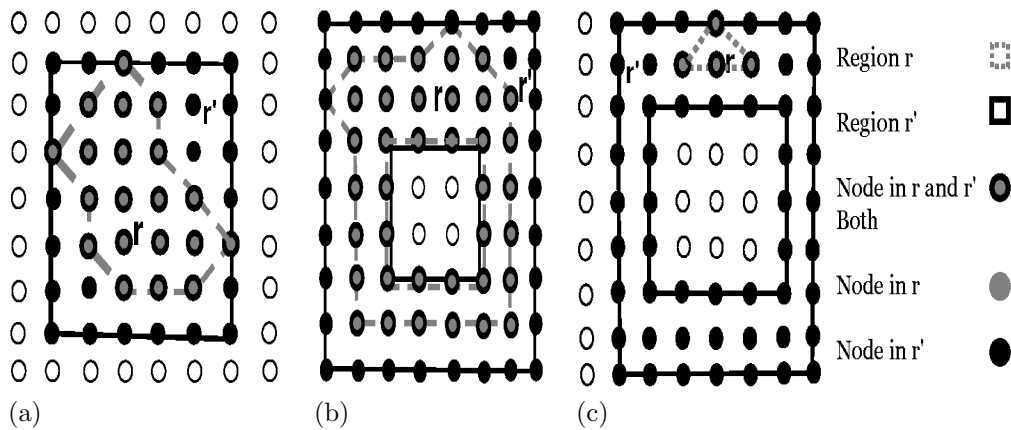 r'
r
r'
r
r'
r
Region r
Region r'
Node in r and r'
Both
Node in r
Node in r'
(a)
(b)
(c)